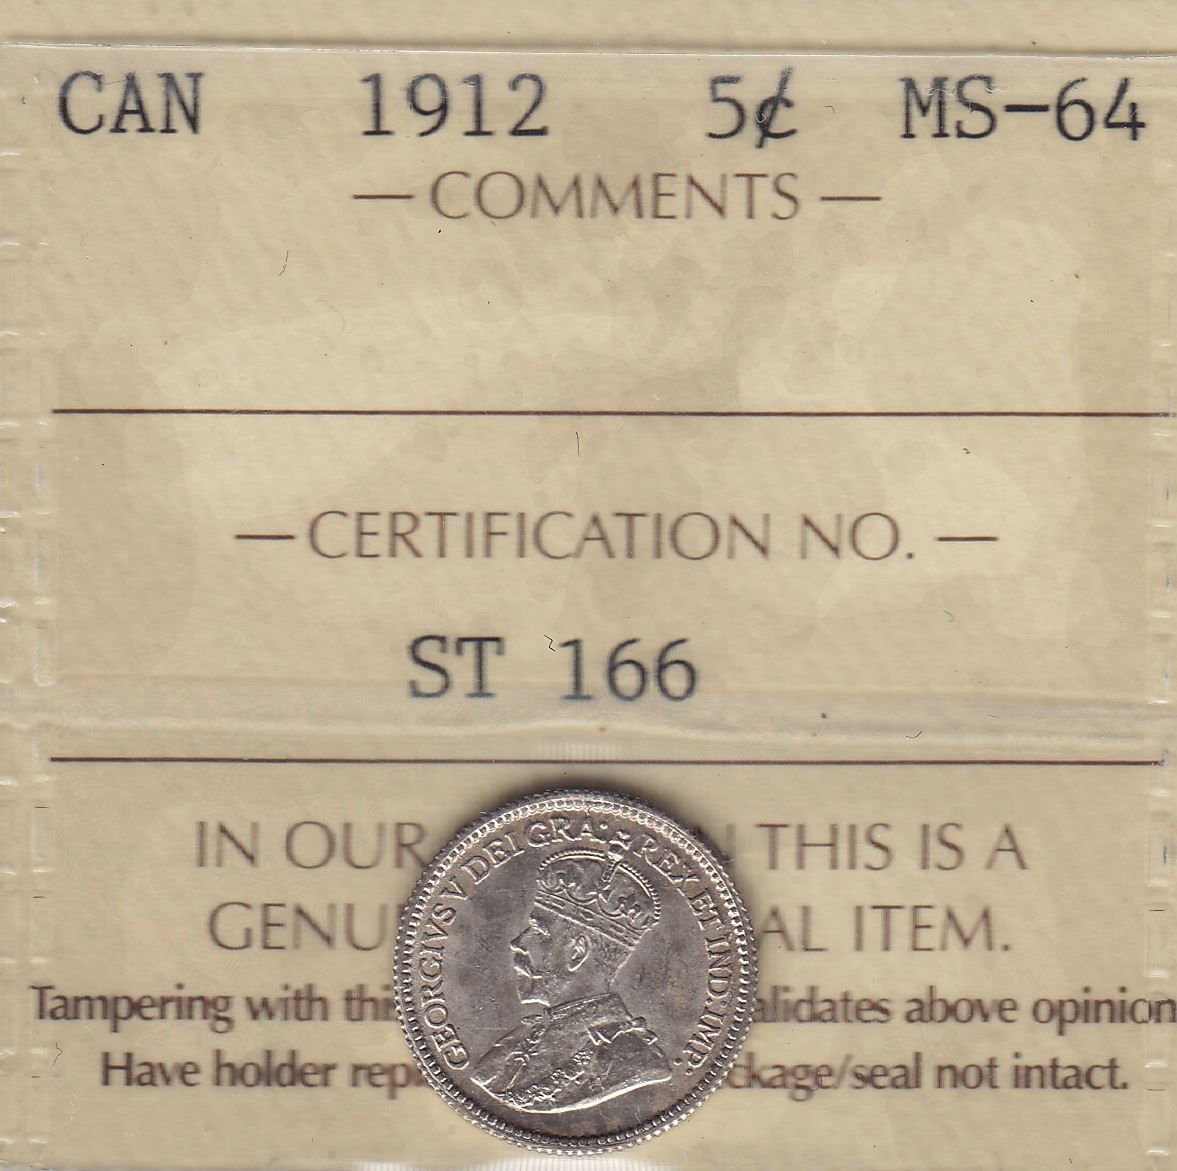 CAN 1912 5¢ MS-64
— COMMENTS —
— CERTIFICATION NO. —
ST 166
IN OUR THIS IS A
GENU AL ITEM.
Tampering with thi alidates above opinion
Have holder rep ckage/seal not intact.
GEORGIVS V DEI GRA: REX ET IND:IMP: